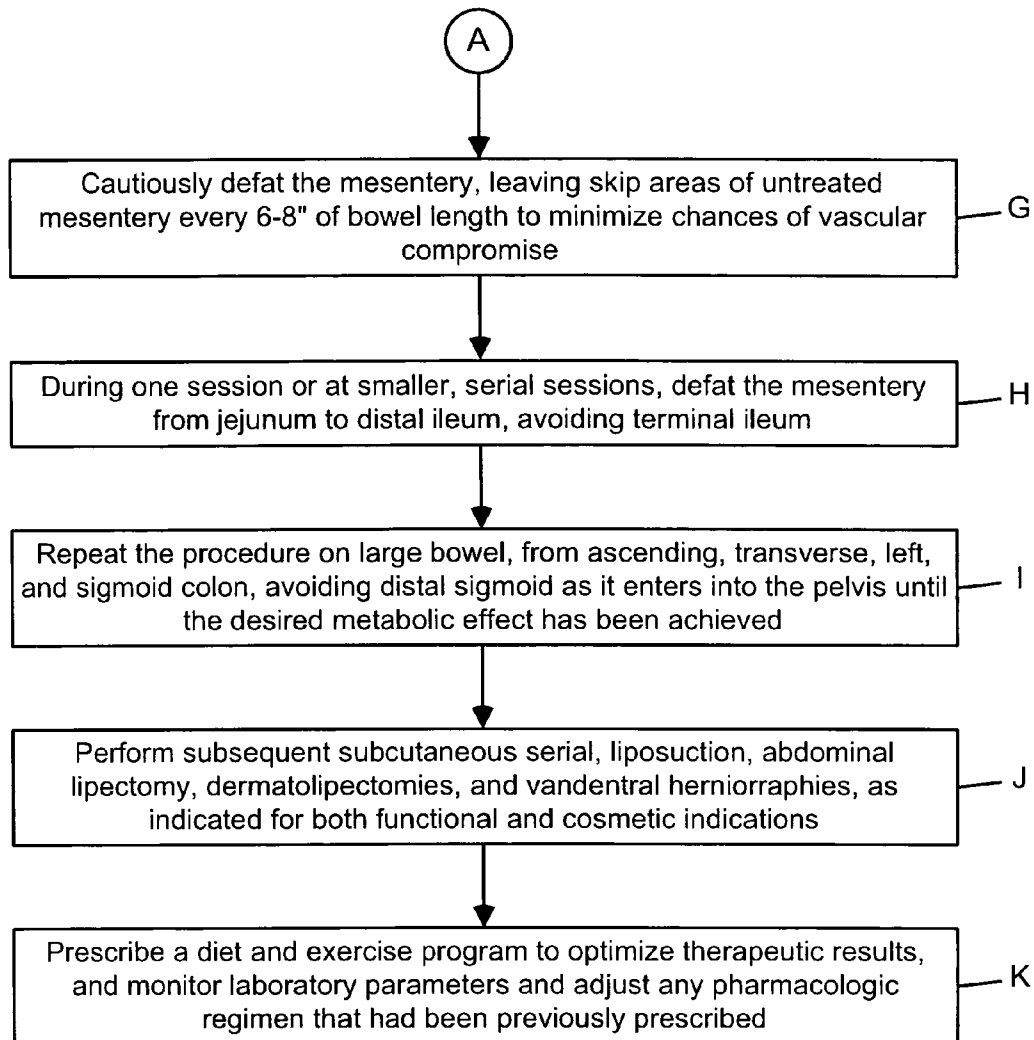 A
Cautiously defat the mesentery, leaving skip areas of untreated
mesentery every 6-8" of bowel length to minimize chances of vascular
compromise
G
During one session or at smaller, serial sessions, defat the mesentery
from jejunum to distal ileum, avoiding terminal ileum
H
Repeat the procedure on large bowel, from ascending, transverse, left,
and sigmoid colon, avoiding distal sigmoid as it enters into the pelvis until
the desired metabolic effect has been achieved
I
Perform subsequent subcutaneous serial, liposuction, abdominal
lipectomy, dermatolipectomies, and vandentral herniorraphies, as
indicated for both functional and cosmetic indications
J
Prescribe a diet and exercise program to optimize therapeutic results,
and monitor laboratory parameters and adjust any pharmacologic
regimen that had been previously prescribed
K